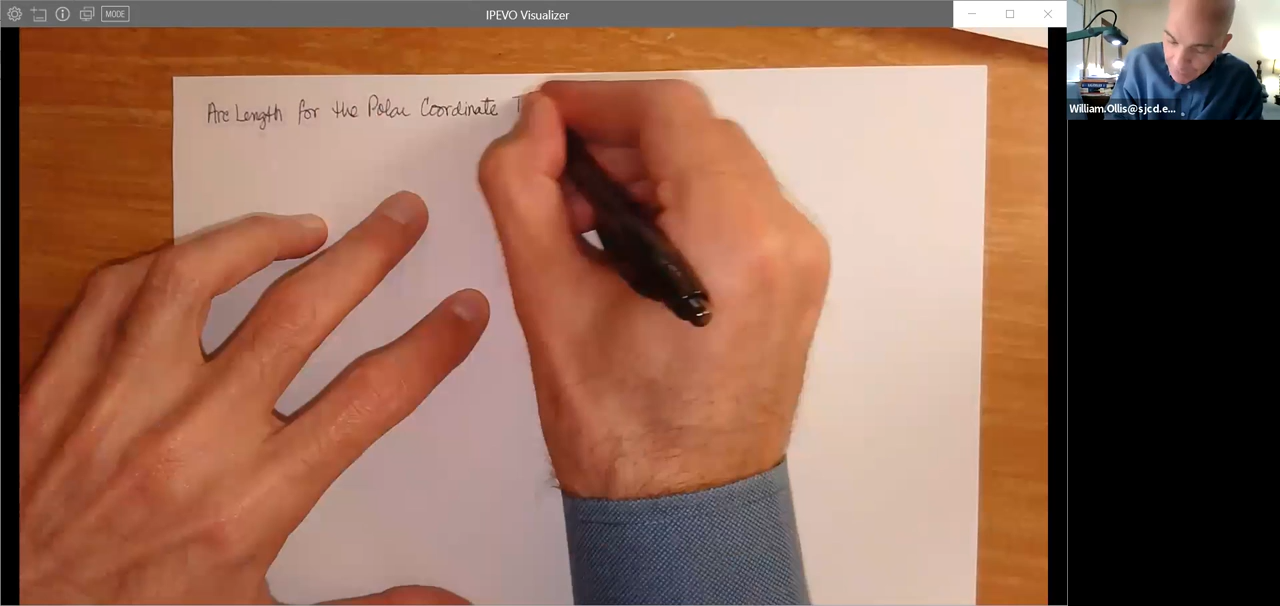 IPEVO Visualizer
MODE
Arc Length for the Polar Coordinate
William.Ollis@sjcd.e...